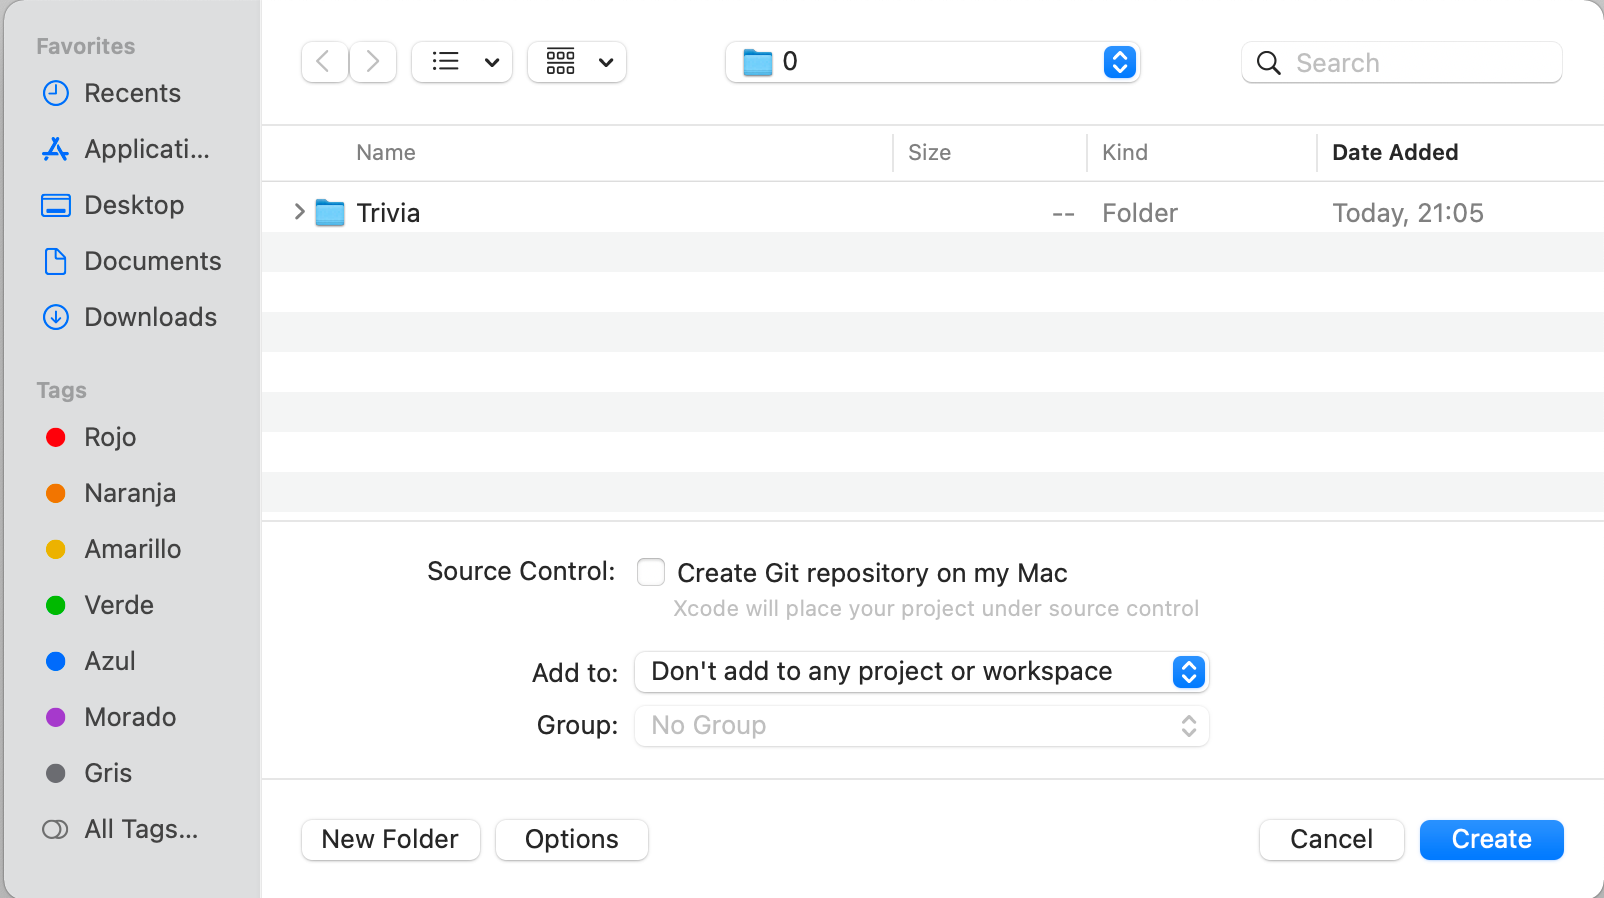 Favorites
Recents
Applicati...
Desktop
Documents
Downloads
Tags
Rojo
Naranja
Amarillo
Verde
Azul
Morado
Gris
All Tags...
0
Search
Name Size Kind Date Added
Trivia -- Folder Today, 21:05
Source Control: Create Git repository on my Mac
Xcode will place your project under source control
Add to: Don't add to any project or workspace
Group: No Group
New Folder Options Cancel Create